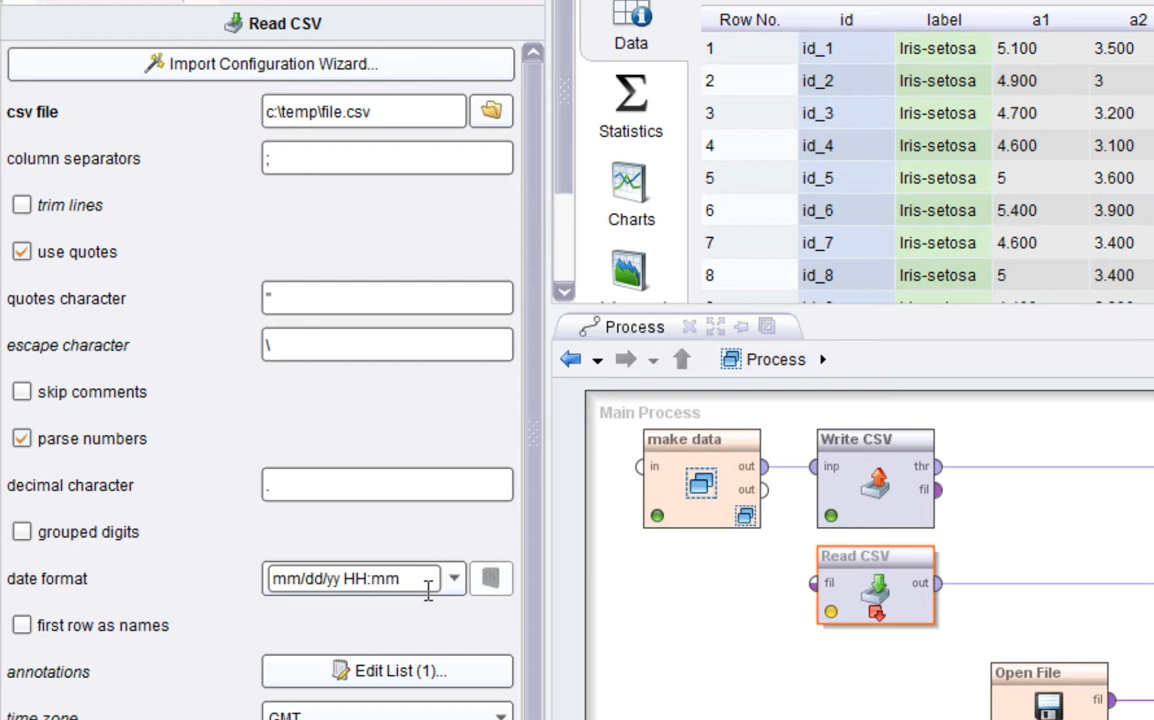 Read CSV
Import Configuration Wizard...
csv file c:\temp\file.csv
column separators ;
trim lines
use quotes
quotes character "
escape character \
skip comments
parse numbers
decimal character .
grouped digits
date format mm/dd/yy HH:mm
first row as names
annotations Edit List (1)...
time zone GMT
Data
Statistics
Charts
Row No. id label a1 a2
1 id_1 Iris-setosa 5.100 3.500
2 id_2 Iris-setosa 4.900 3
3 id_3 Iris-setosa 4.700 3.200
4 id_4 Iris-setosa 4.600 3.100
5 id_5 Iris-setosa 5 3.600
6 id_6 Iris-setosa 5.400 3.900
7 id_7 Iris-setosa 4.600 3.400
8 id_8 Iris-setosa 5 3.400
Process
Process
Main Process
make data
in out
out
Write CSV
inp thr
fil
Read CSV
fil out
Open File
fil